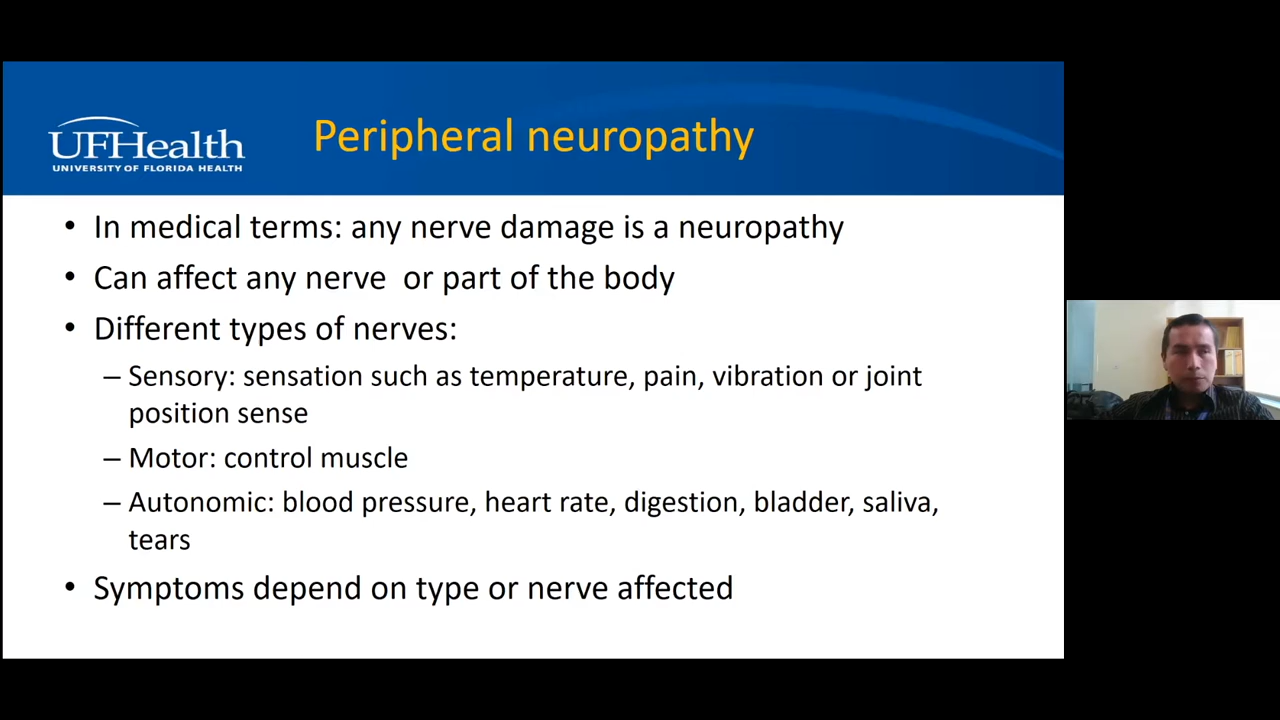 UFHealth
UNIVERSITY OF FLORIDA HEALTH
Peripheral neuropathy
• In medical terms: any nerve damage is a neuropathy
• Can affect any nerve  or part of the body
• Different types of nerves:
– Sensory: sensation such as temperature, pain, vibration or joint
position sense
– Motor: control muscle
– Autonomic: blood pressure, heart rate, digestion, bladder, saliva,
tears
• Symptoms depend on type or nerve affected